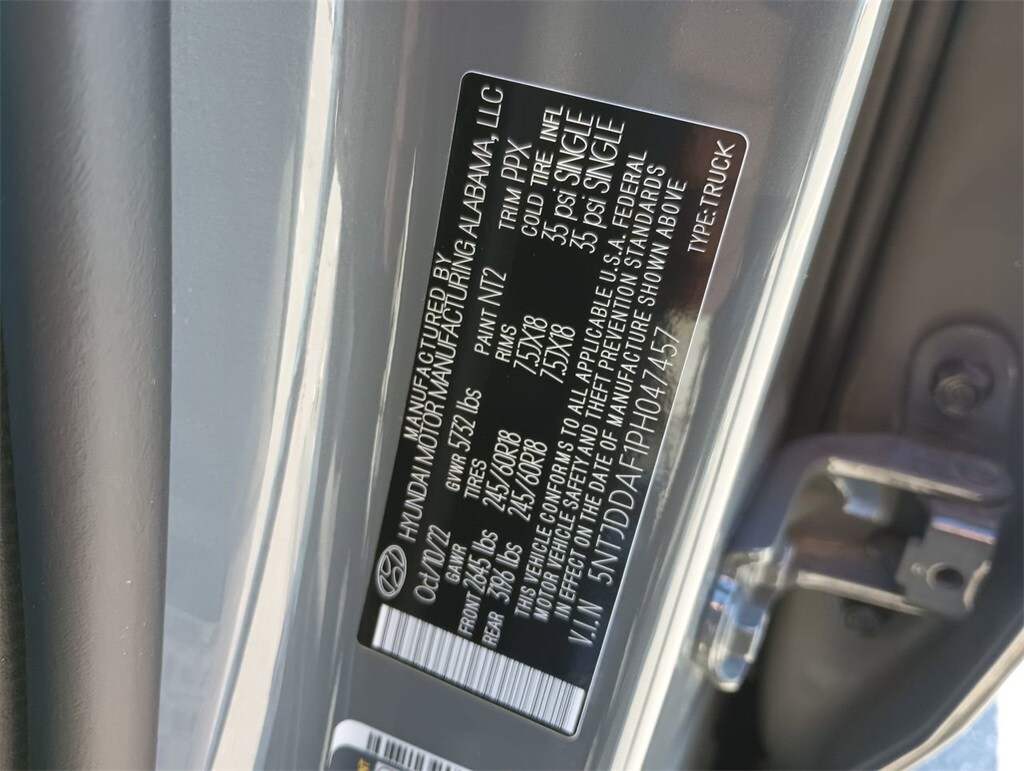 MANUFACTURED BY
HYUNDAI MOTOR MANUFACTURING ALABAMA, LLC
Oct/10/22 GVWR 5732 lbs PAINT NT2 TRIM PPX
GAWR TIRES RIMS COLD TIRE INFL
FRONT 2645 lbs 245/60R18 7.5JX18 35 psi SINGLE
REAR 3196 lbs 245/60R18 7.5JX18 35 psi SINGLE
THIS VEHICLE CONFORMS TO ALL APPLICABLE U.S.A. FEDERAL
MOTOR VEHICLE SAFETY AND THEFT PREVENTION STANDARDS
IN EFFECT ON THE DATE OF MANUFACTURE SHOWN ABOVE
V.I.N 5NTJDDAF1PH047457 TYPE:TRUCK